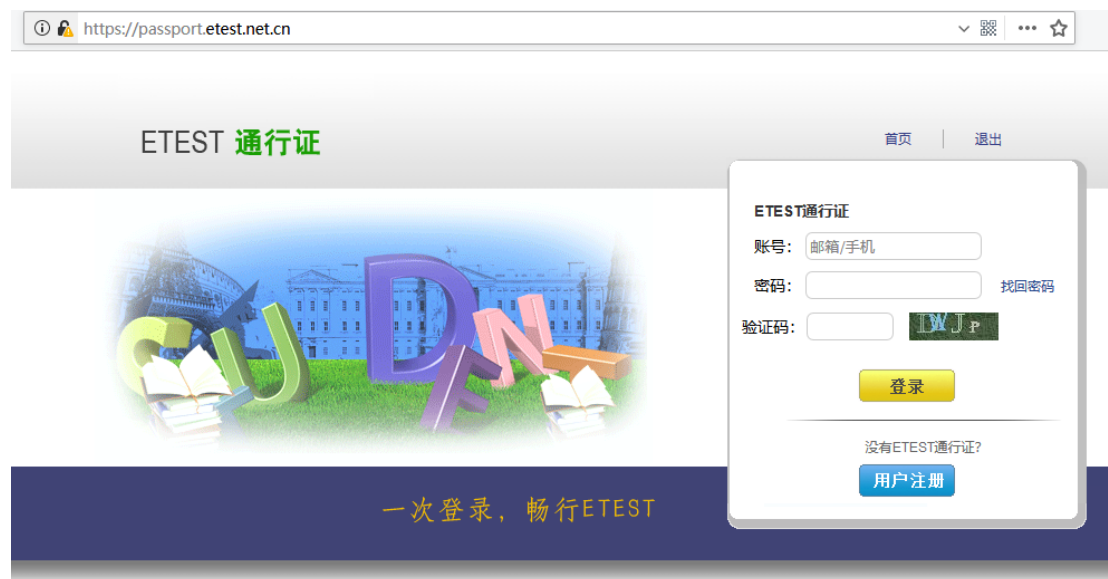 https://passport.etest.net.cn
ETEST 通行证
首页
退出
ETEST通行证
账号： 邮箱/手机
密码： 找回密码
验证码： IWJP
登录
没有ETEST通行证?
用户注册
一次登录，畅行ETEST